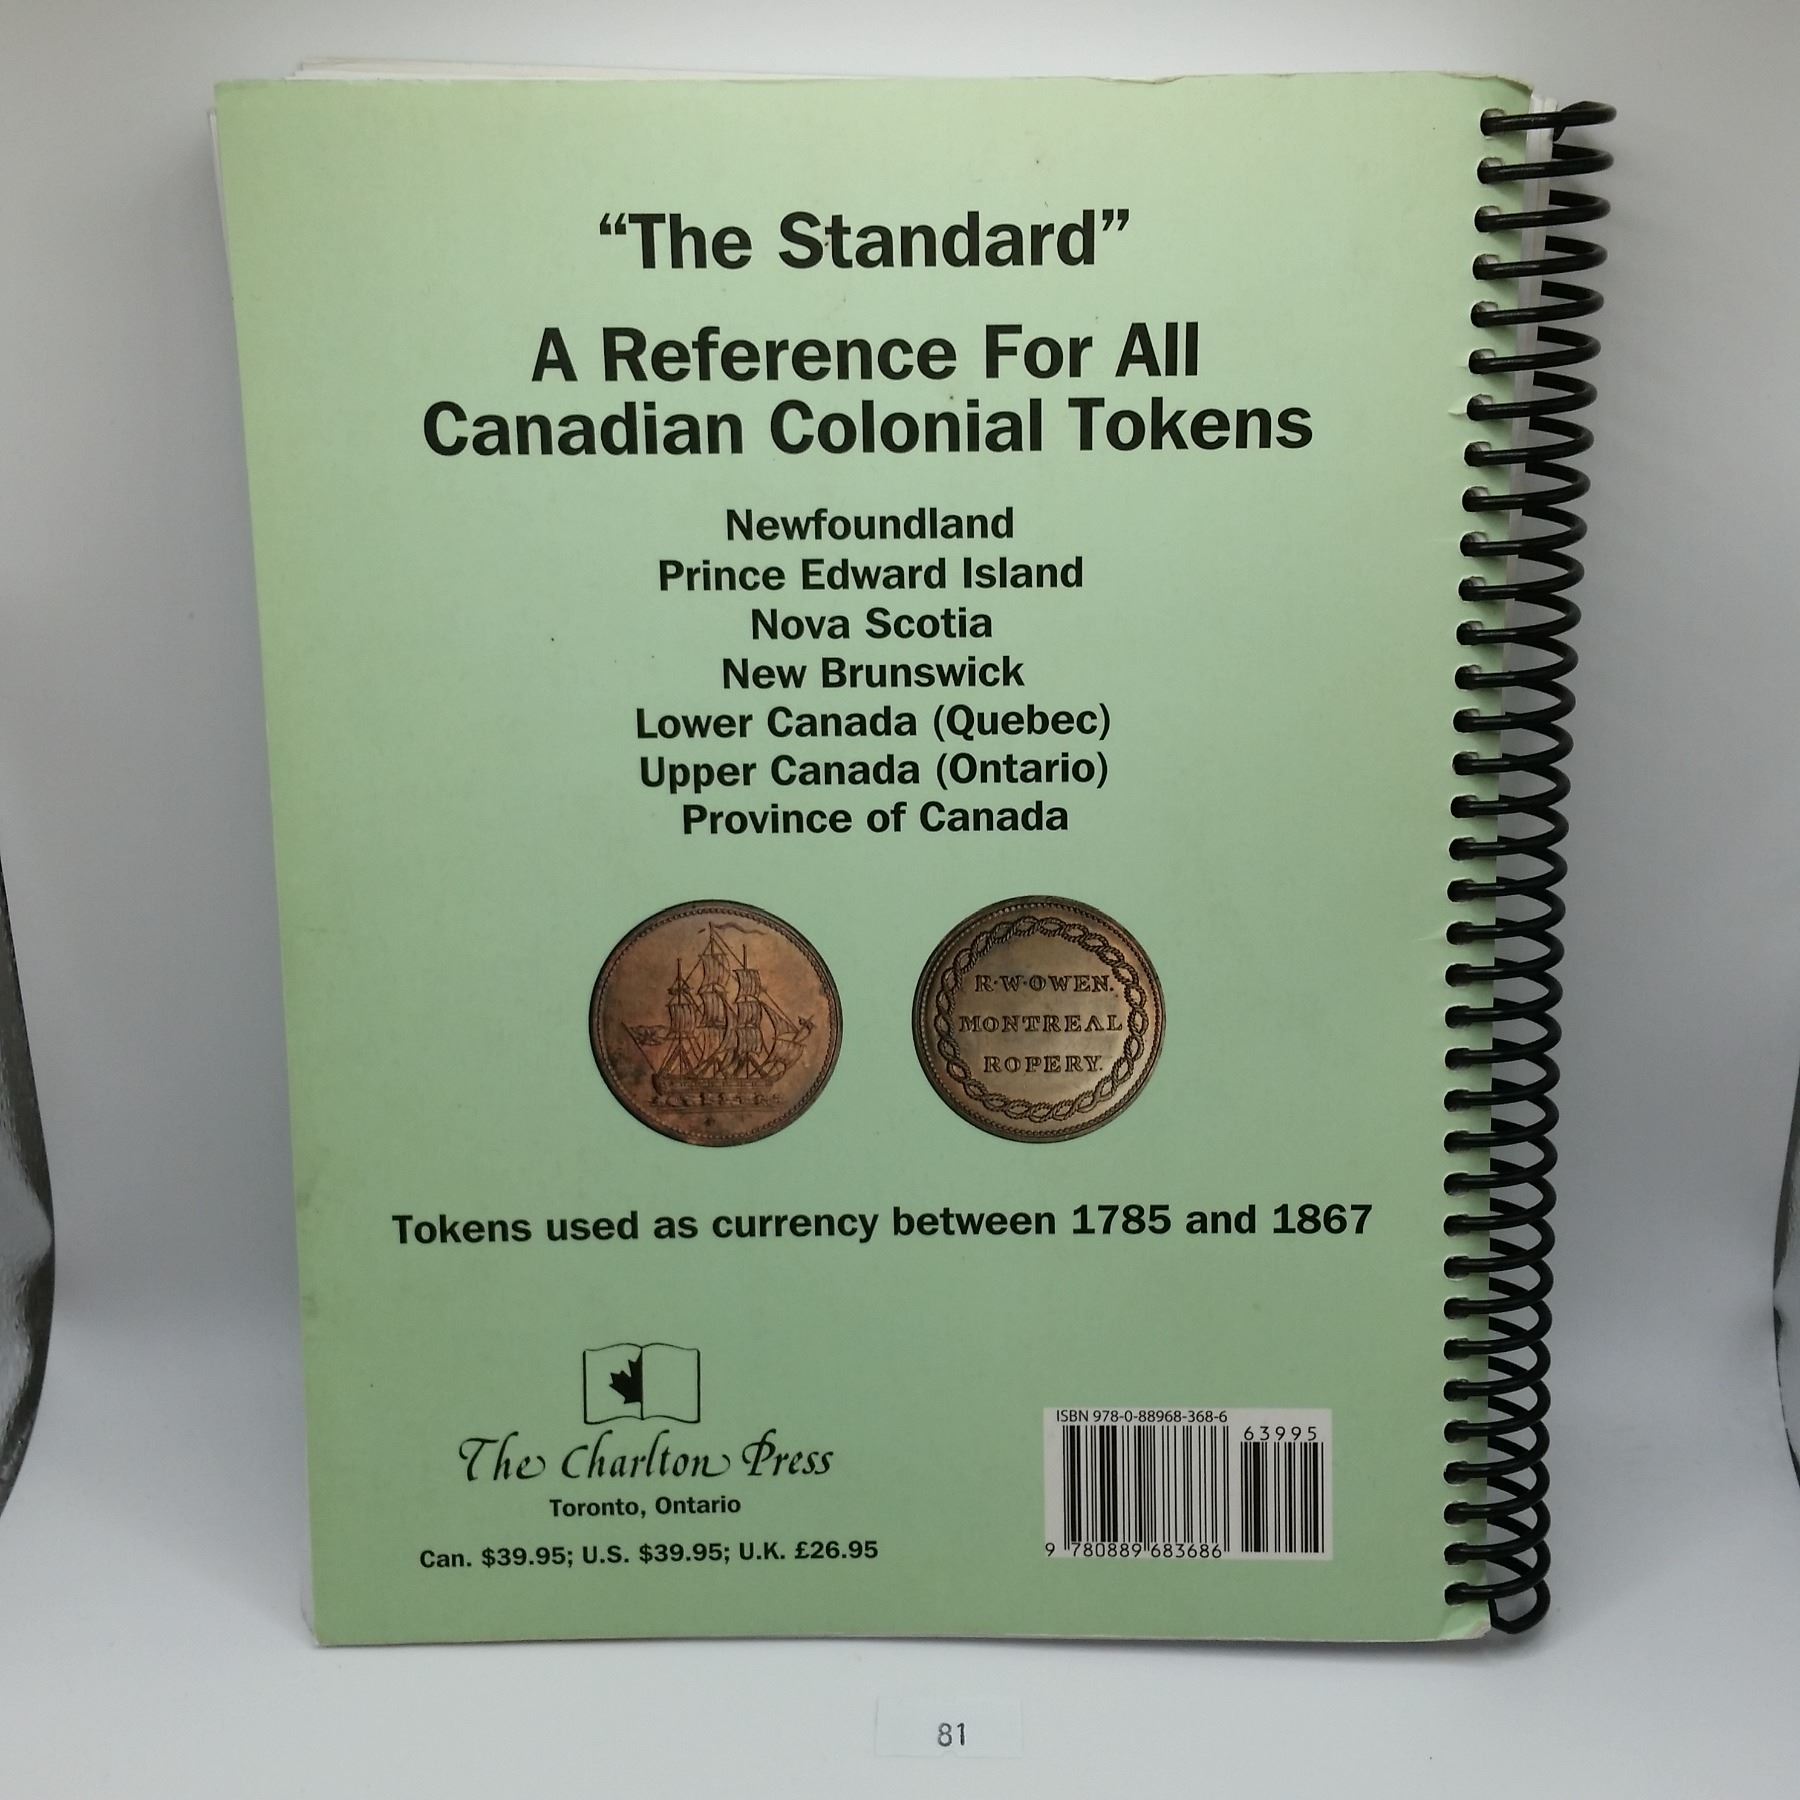 “The Standard”
A Reference For All
Canadian Colonial Tokens
Newfoundland
Prince Edward Island
Nova Scotia
New Brunswick
Lower Canada (Quebec)
Upper Canada (Ontario)
Province of Canada
R·W·OWEN.
MONTREAL
ROPERY.
Tokens used as currency between 1785 and 1867
The Charlton Press
Toronto, Ontario
Can. $39.95; U.S. $39.95; U.K. £26.95
ISBN 978-0-88968-368-6
63995
9 780889 683686
81